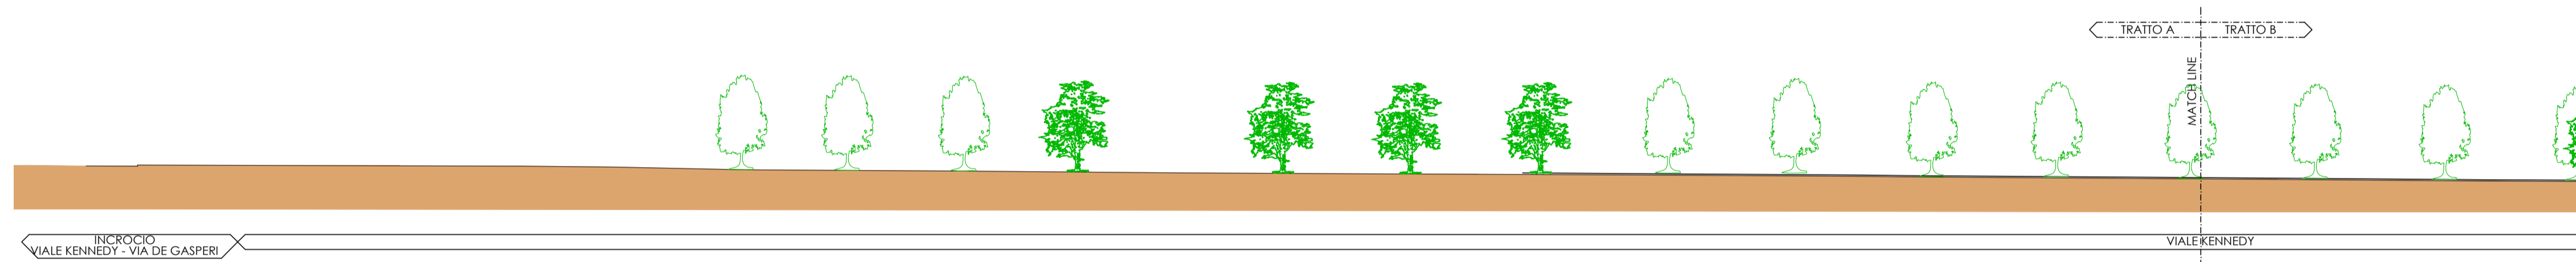 TRATTO A
TRATTO B
MATCH LINE
INCROCIO
VIALE KENNEDY - VIA DE GASPERI
VIALE KENNEDY